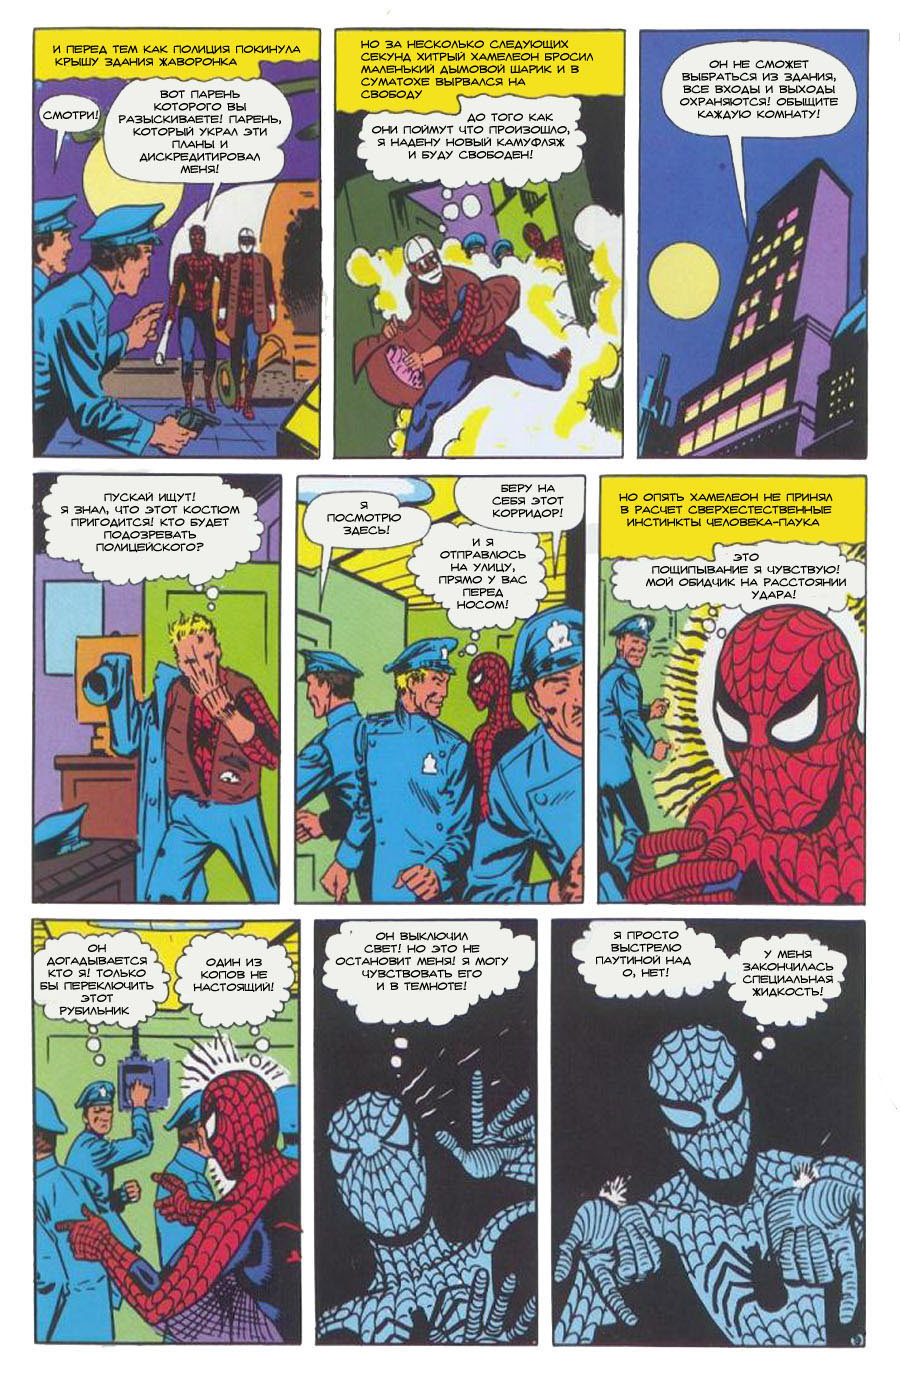 И ПЕРЕД ТЕМ КАК ПОЛИЦИЯ ПОКИНУЛА
КРЫШУ ЗДАНИЯ ЖАВОРОНКА
СМОТРИ!
ВОТ ПАРЕНЬ
КОТОРОГО ВЫ
РАЗЫСКИВАЕТЕ! ПАРЕНЬ,
КОТОРЫЙ УКРАЛ ЭТИ
ПЛАНЫ И
ДИСКРЕДИТИРОВАЛ
МЕНЯ!
НО ЗА НЕСКОЛЬКО СЛЕДУЮЩИХ
СЕКУНД ХИТРЫЙ ХАМЕЛЕОН БРОСИЛ
МАЛЕНЬКИЙ ДЫМОВОЙ ШАРИК И В
СУМАТОХЕ ВЫРВАЛСЯ НА
СВОБОДУ
ДО ТОГО КАК
ОНИ ПОЙМУТ ЧТО ПРОИЗОШЛО,
Я НАДЕНУ НОВЫЙ КАМУФЛЯЖ
И БУДУ СВОБОДЕН!
ОН НЕ СМОЖЕТ
ВЫБРАТЬСЯ ИЗ ЗДАНИЯ,
ВСЕ ВХОДЫ И ВЫХОДЫ
ОХРАНЯЮТСЯ! ОБЫЩИТЕ
КАЖДУЮ КОМНАТУ!
ПУСКАЙ ИЩУТ!
Я ЗНАЛ, ЧТО ЭТОТ КОСТЮМ
ПРИГОДИТСЯ! КТО БУДЕТ
ПОДОЗРЕВАТЬ
ПОЛИЦЕЙСКОГО?
Я
ПОСМОТРЮ
ЗДЕСЬ!
БЕРУ НА
СЕБЯ ЭТОТ
КОРРИДОР!
И Я
ОТПРАВЛЮСЬ
НА УЛИЦУ,
ПРЯМО У ВАС
ПЕРЕД
НОСОМ!
НО ОПЯТЬ ХАМЕЛЕОН НЕ ПРИНЯЛ
В РАСЧЕТ СВЕРХЕСТЕСТВЕННЫЕ
ИНСТИНКТЫ ЧЕЛОВЕКА-ПАУКА
ЭТО
ПОЩИПЫВАНИЕ Я ЧУВСТВУЮ!
МОЙ ОБИДЧИК НА РАССТОЯНИИ
УДАРА!
ОН
ДОГАДЫВАЕТСЯ
КТО Я! ТОЛЬКО
БЫ ПЕРЕКЛЮЧИТЬ
ЭТОТ
РУБИЛЬНИК
ОДИН ИЗ
КОПОВ НЕ
НАСТОЯЩИЙ!
ОН ВЫКЛЮЧИЛ
СВЕТ! НО ЭТО НЕ
ОСТАНОВИТ МЕНЯ! Я МОГУ
ЧУВСТВОВАТЬ ЕГО
И В ТЕМНОТЕ!
Я ПРОСТО
ВЫСТРЕЛЮ
ПАУТИНОЙ НАД
О, НЕТ!
У МЕНЯ
ЗАКОНЧИЛАСЬ
СПЕЦИАЛЬНАЯ
ЖИДКОСТЬ!